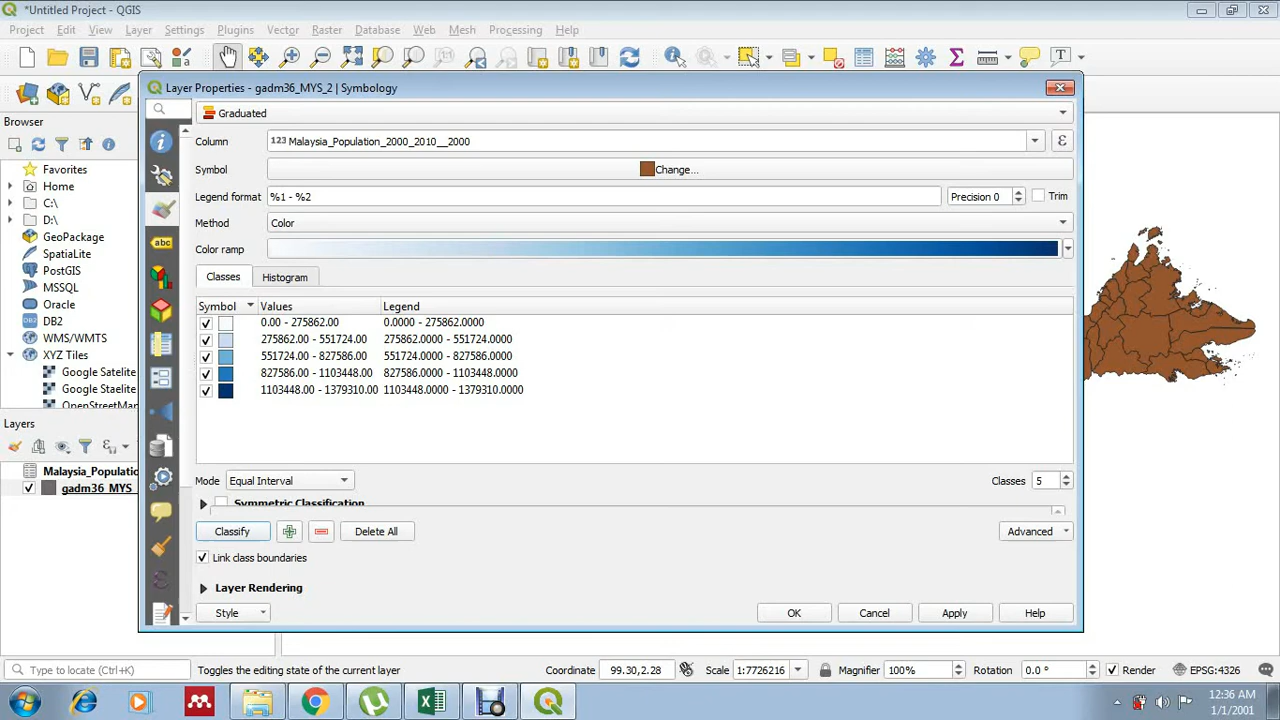 *Untitled Project - QGIS
Project Edit View Layer Settings Plugins Vector Raster Database Web Mesh Processing Help
Layer Properties - gadm36_MYS_2 | Symbology
Graduated
Browser
Column 123 Malaysia_Population_2000_2010__2000 ε
Favorites
Symbol Change...
Home
Legend format %1 - %2 Precision 0 Trim
C:\
D:\
Method Color
GeoPackage
Color ramp
SpatiaLite
PostGIS
Classes Histogram
MSSQL
Symbol Values Legend
Oracle
0.00 - 275862.00 0.0000 - 275862.0000
DB2
275862.00 - 551724.00 275862.0000 - 551724.0000
WMS/WMTS
551724.00 - 827586.00 551724.0000 - 827586.0000
XYZ Tiles
827586.00 - 1103448.00 827586.0000 - 1103448.0000
Google Satelite
1103448.00 - 1379310.00 1103448.0000 - 1379310.0000
Google Staelite
OpenStreetMa
Layers
abc
Malaysia_Populatio
gadm36_MYS_
Mode Equal Interval Classes 5
Symmetric Classification
Classify Delete All Advanced
Link class boundaries
Layer Rendering
Style OK Cancel Apply Help
Type to locate (Ctrl+K) Toggles the editing state of the current layer Coordinate 99.30,2.28 Scale 1:7726216 Magnifier 100% Rotation 0.0 ° Render EPSG:4326
12:36 AM
1/1/2001